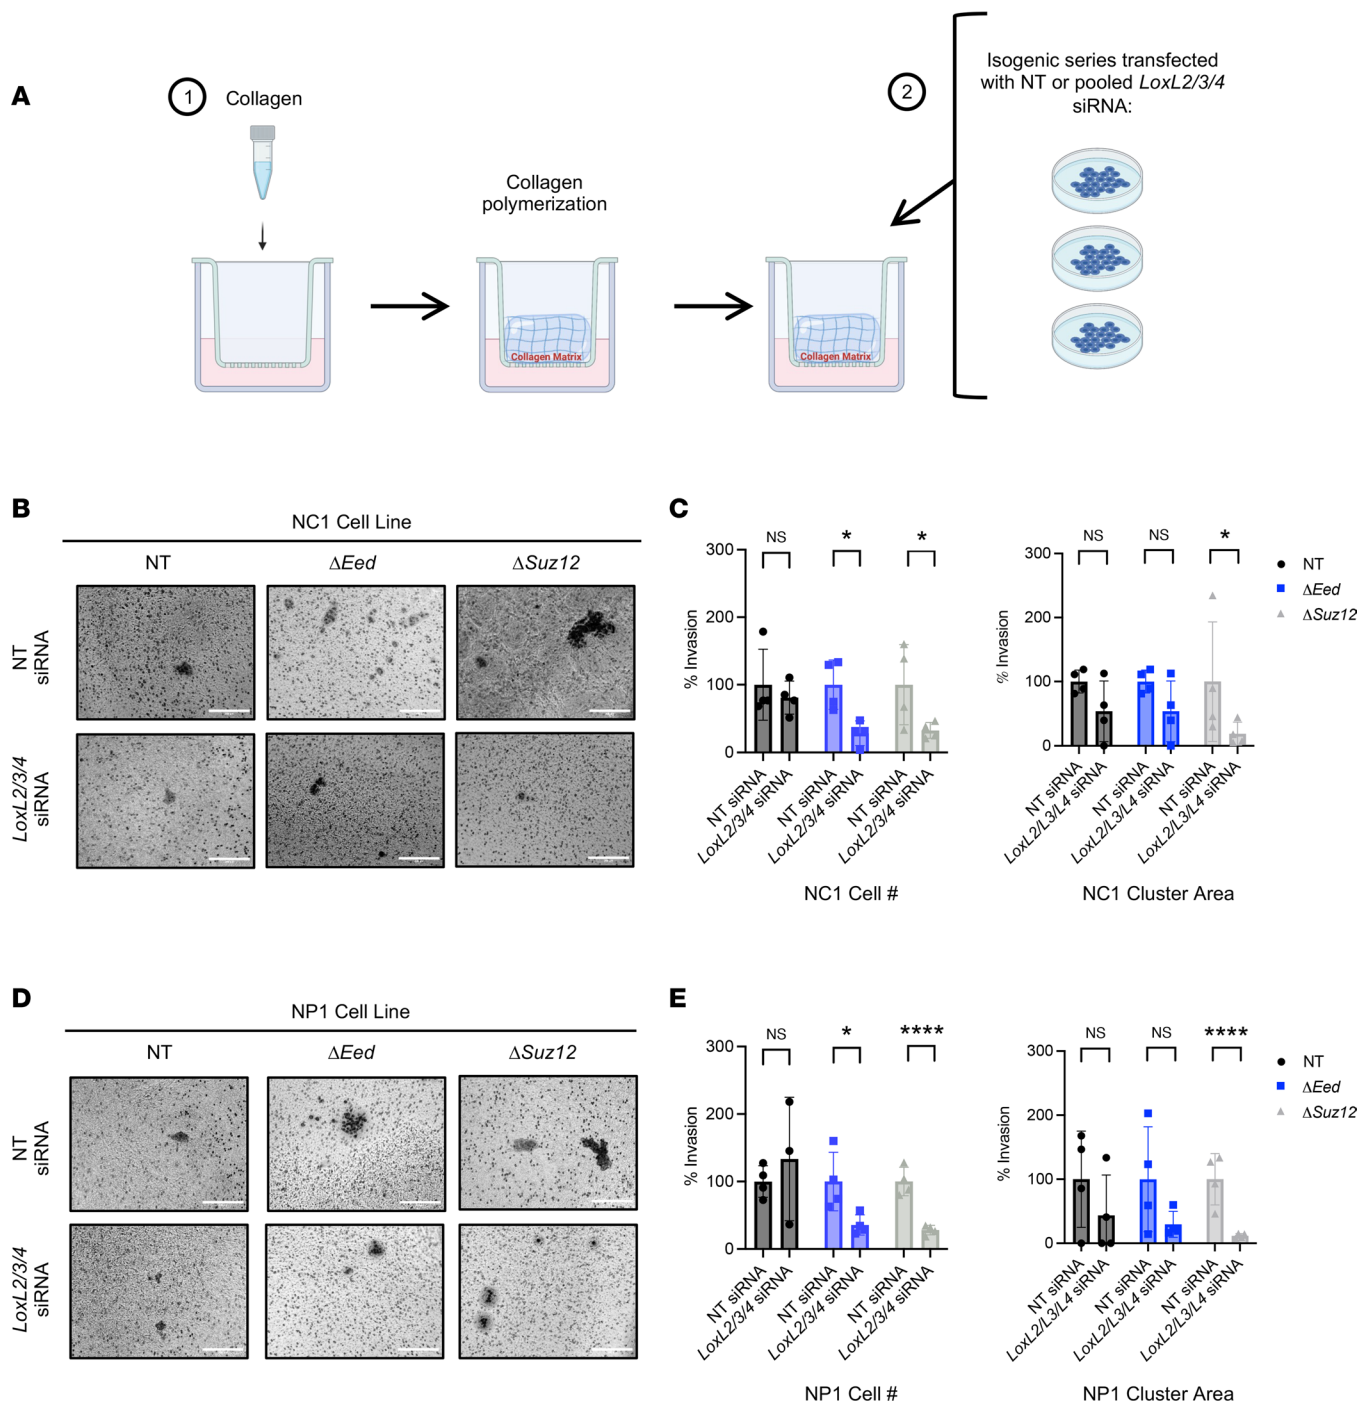 A
1
Collagen
Collagen
polymerization
Collagen Matrix
Collagen Matrix
2
Isogenic series transfected
with NT or pooled LoxL2/3/4
siRNA:
B
NC1 Cell Line
NT
ΔEed
ΔSuz12
NT
siRNA
LoxL2/3/4
siRNA
C
NS
*
*
300
200
100
0
% Invasion
NT siRNA
LoxL2/3/4 siRNA
NT siRNA
LoxL2/3/4 siRNA
NT siRNA
LoxL2/3/4 siRNA
NC1 Cell #
NS
NS
*
300
200
100
0
% Invasion
NT siRNA
LoxL2/L3/L4 siRNA
NT siRNA
LoxL2/L3/L4 siRNA
NT siRNA
LoxL2/L3/L4 siRNA
NC1 Cluster Area
NT
ΔEed
ΔSuz12
D
NP1 Cell Line
NT
ΔEed
ΔSuz12
NT
siRNA
LoxL2/3/4
siRNA
E
NS
*
****
300
200
100
0
% Invasion
NT siRNA
LoxL2/3/4 siRNA
NT siRNA
LoxL2/3/4 siRNA
NT siRNA
LoxL2/3/4 siRNA
NP1 Cell #
NS
NS
****
300
200
100
0
% Invasion
NT siRNA
LoxL2/L3/L4 siRNA
NT siRNA
LoxL2/L3/L4 siRNA
NT siRNA
LoxL2/L3/L4 siRNA
NP1 Cluster Area
NT
ΔEed
ΔSuz12